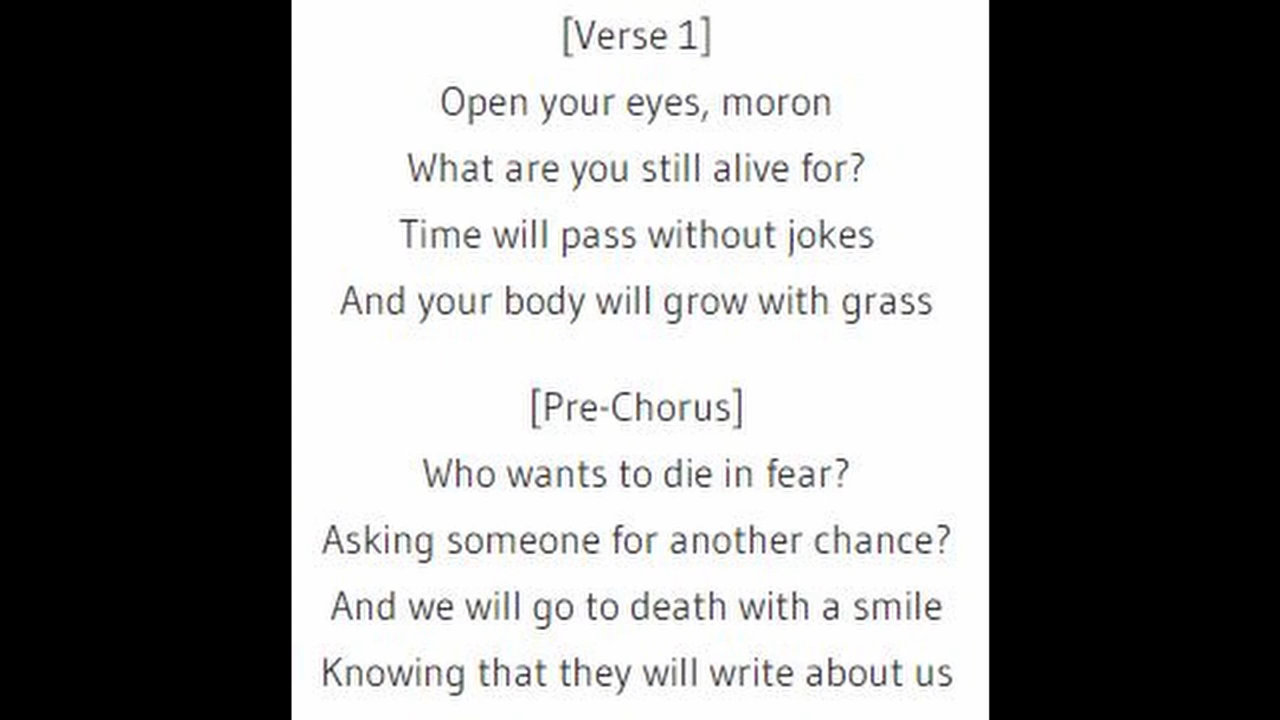 [Verse 1]
Open your eyes, moron
What are you still alive for?
Time will pass without jokes
And your body will grow with grass
[Pre-Chorus]
Who wants to die in fear?
Asking someone for another chance?
And we will go to death with a smile
Knowing that they will write about us